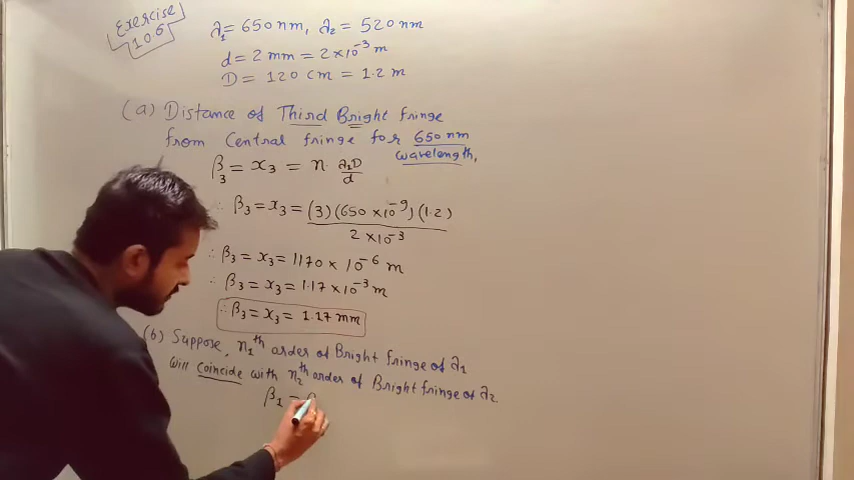 Exercise
10.6
λ₁ = 650 nm, λ₂ = 520 nm
d = 2 mm = 2×10⁻³ m
D = 120 cm = 1.2 m
(a) Distance of Third Bright fringe
from Central fringe for 650 nm
wavelength,
β₃ = x₃ = n · λ₁D/d
∴ β₃ = x₃ = (3)(650 ×10⁻⁹)(1.2) / 2 ×10⁻³
∴ β₃ = x₃ = 1170 × 10⁻⁶ m
∴ β₃ = x₃ = 1.17 × 10⁻³ m
∴ β₃ = x₃ = 1.17 mm
(b) Suppose, n₁ᵗʰ order of Bright fringe of λ₁
will coincide with n₂ᵗʰ order of Bright fringe of λ₂.
β₁ =